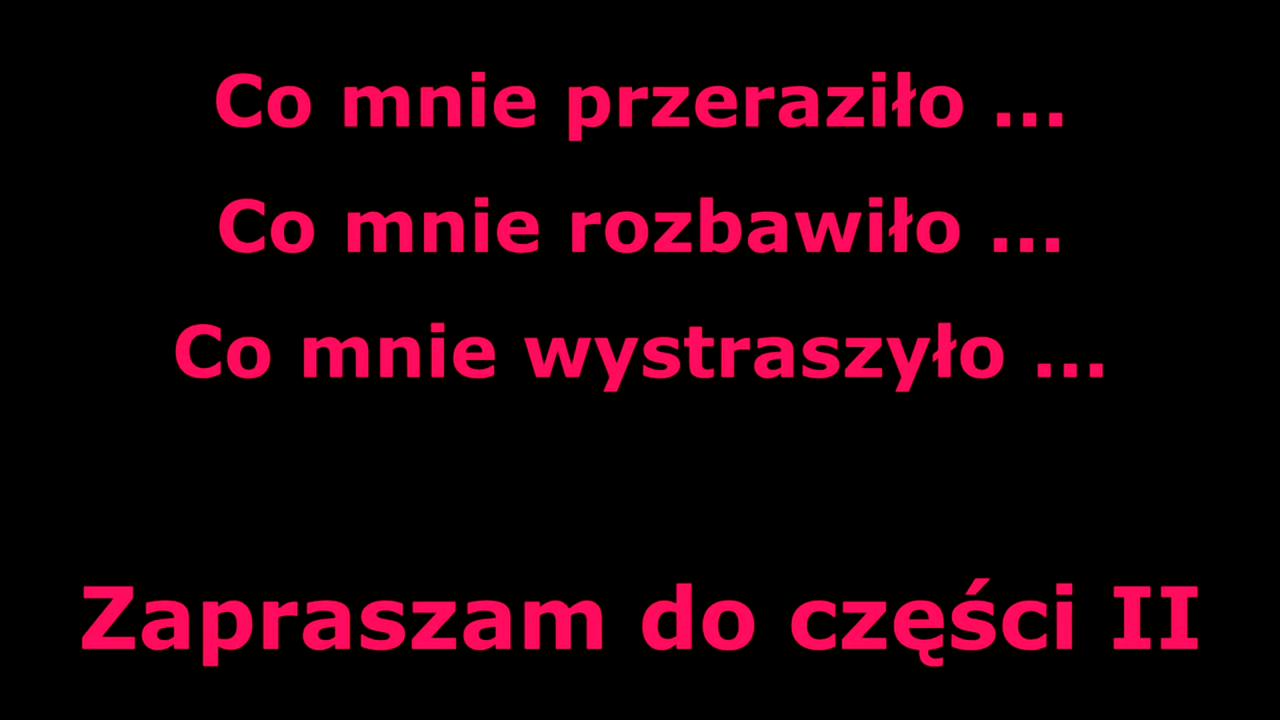 Co mnie przeraziło ...
Co mnie rozbawiło ...
Co mnie wystraszyło ...
Zapraszam do części II